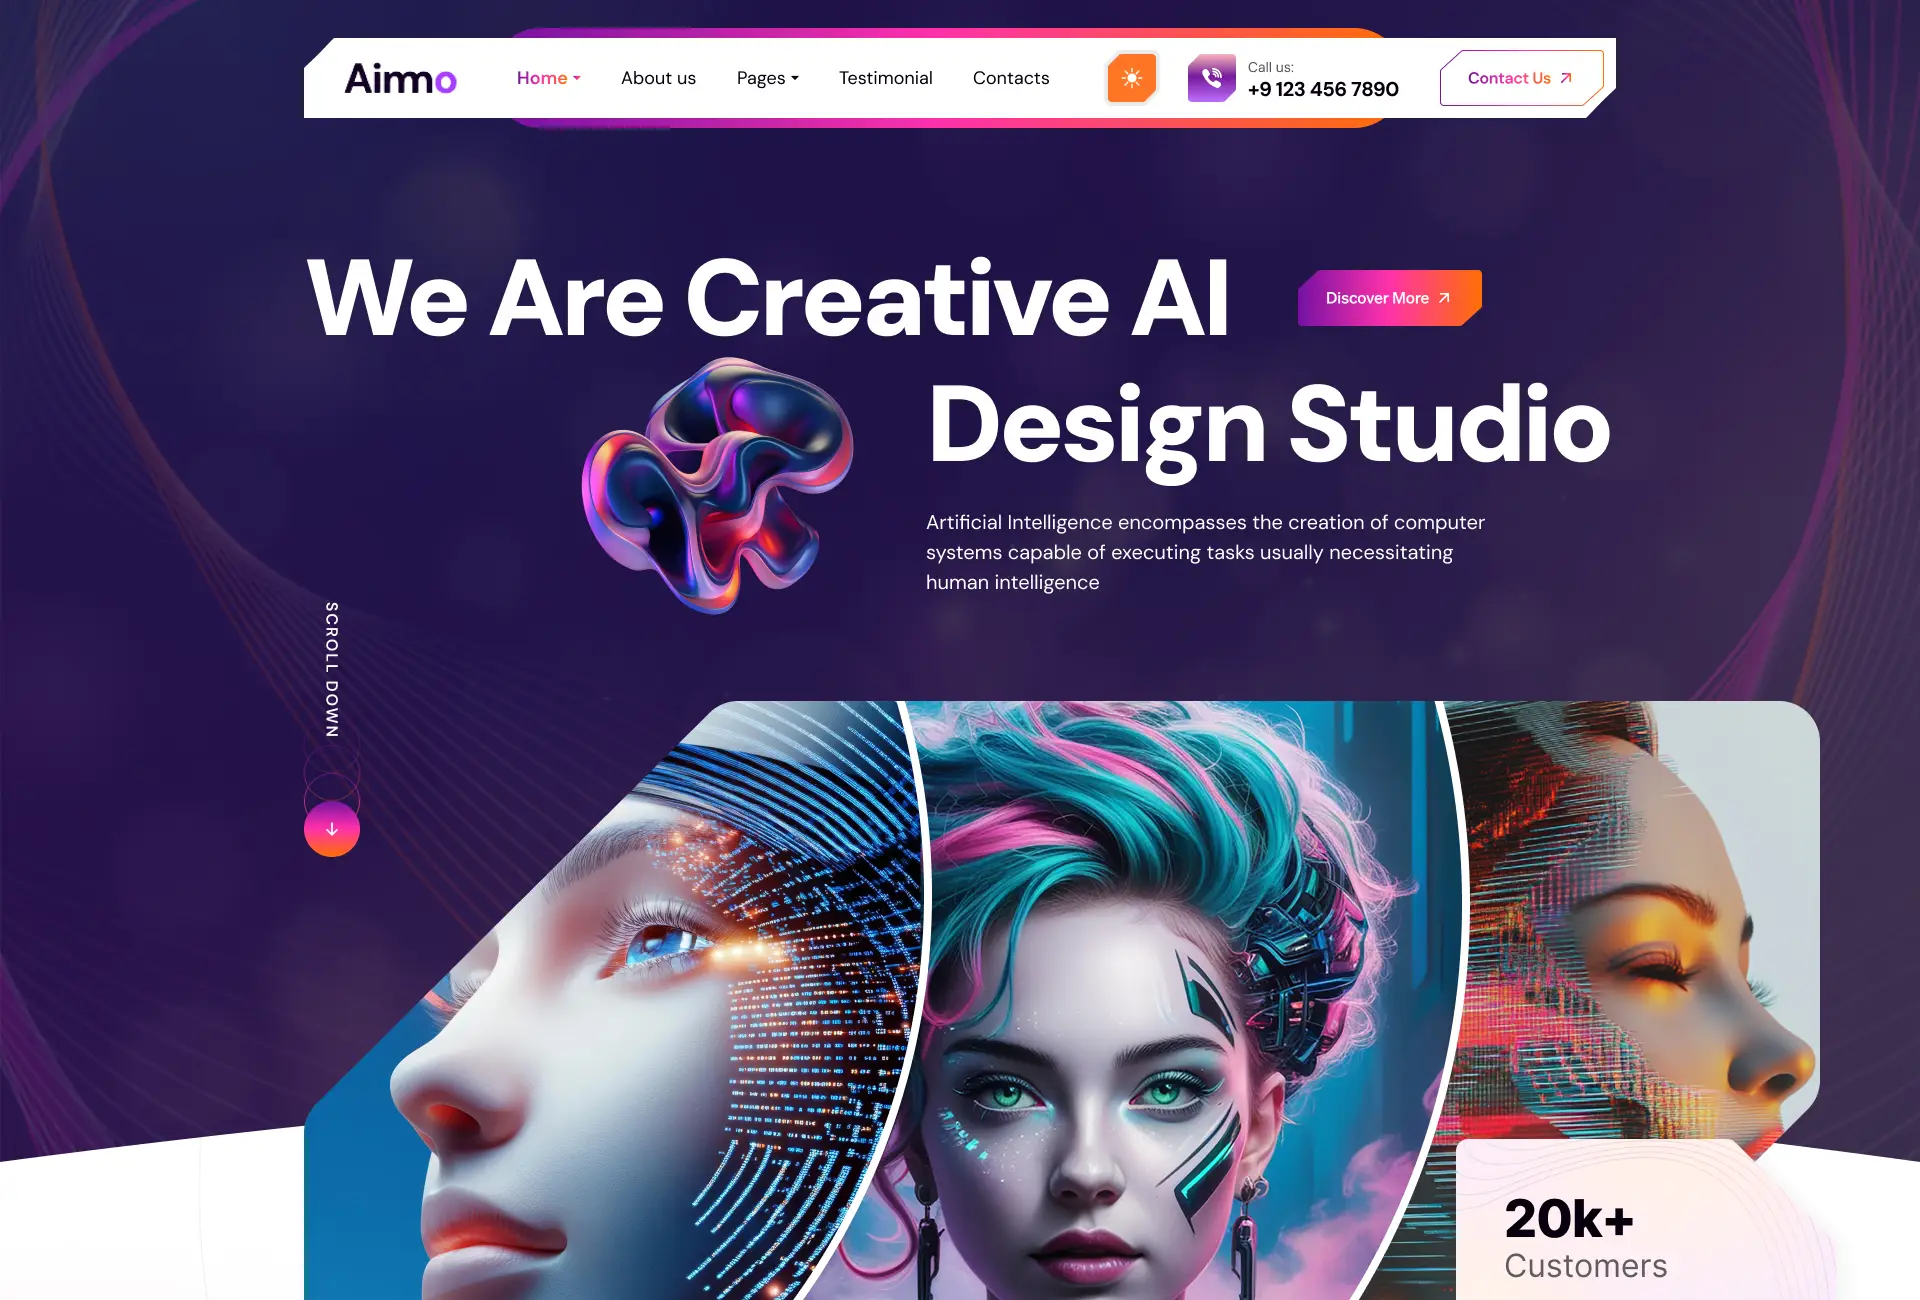 Aimo
Home
About us
Pages
Testimonial
Contacts
Call us:
+9 123 456 7890
Contact Us
We Are Creative AI
Discover More
Design Studio
Artificial Intelligence encompasses the creation of computer
systems capable of executing tasks usually necessitating
human intelligence
SCROLL DOWN
20k+
Customers